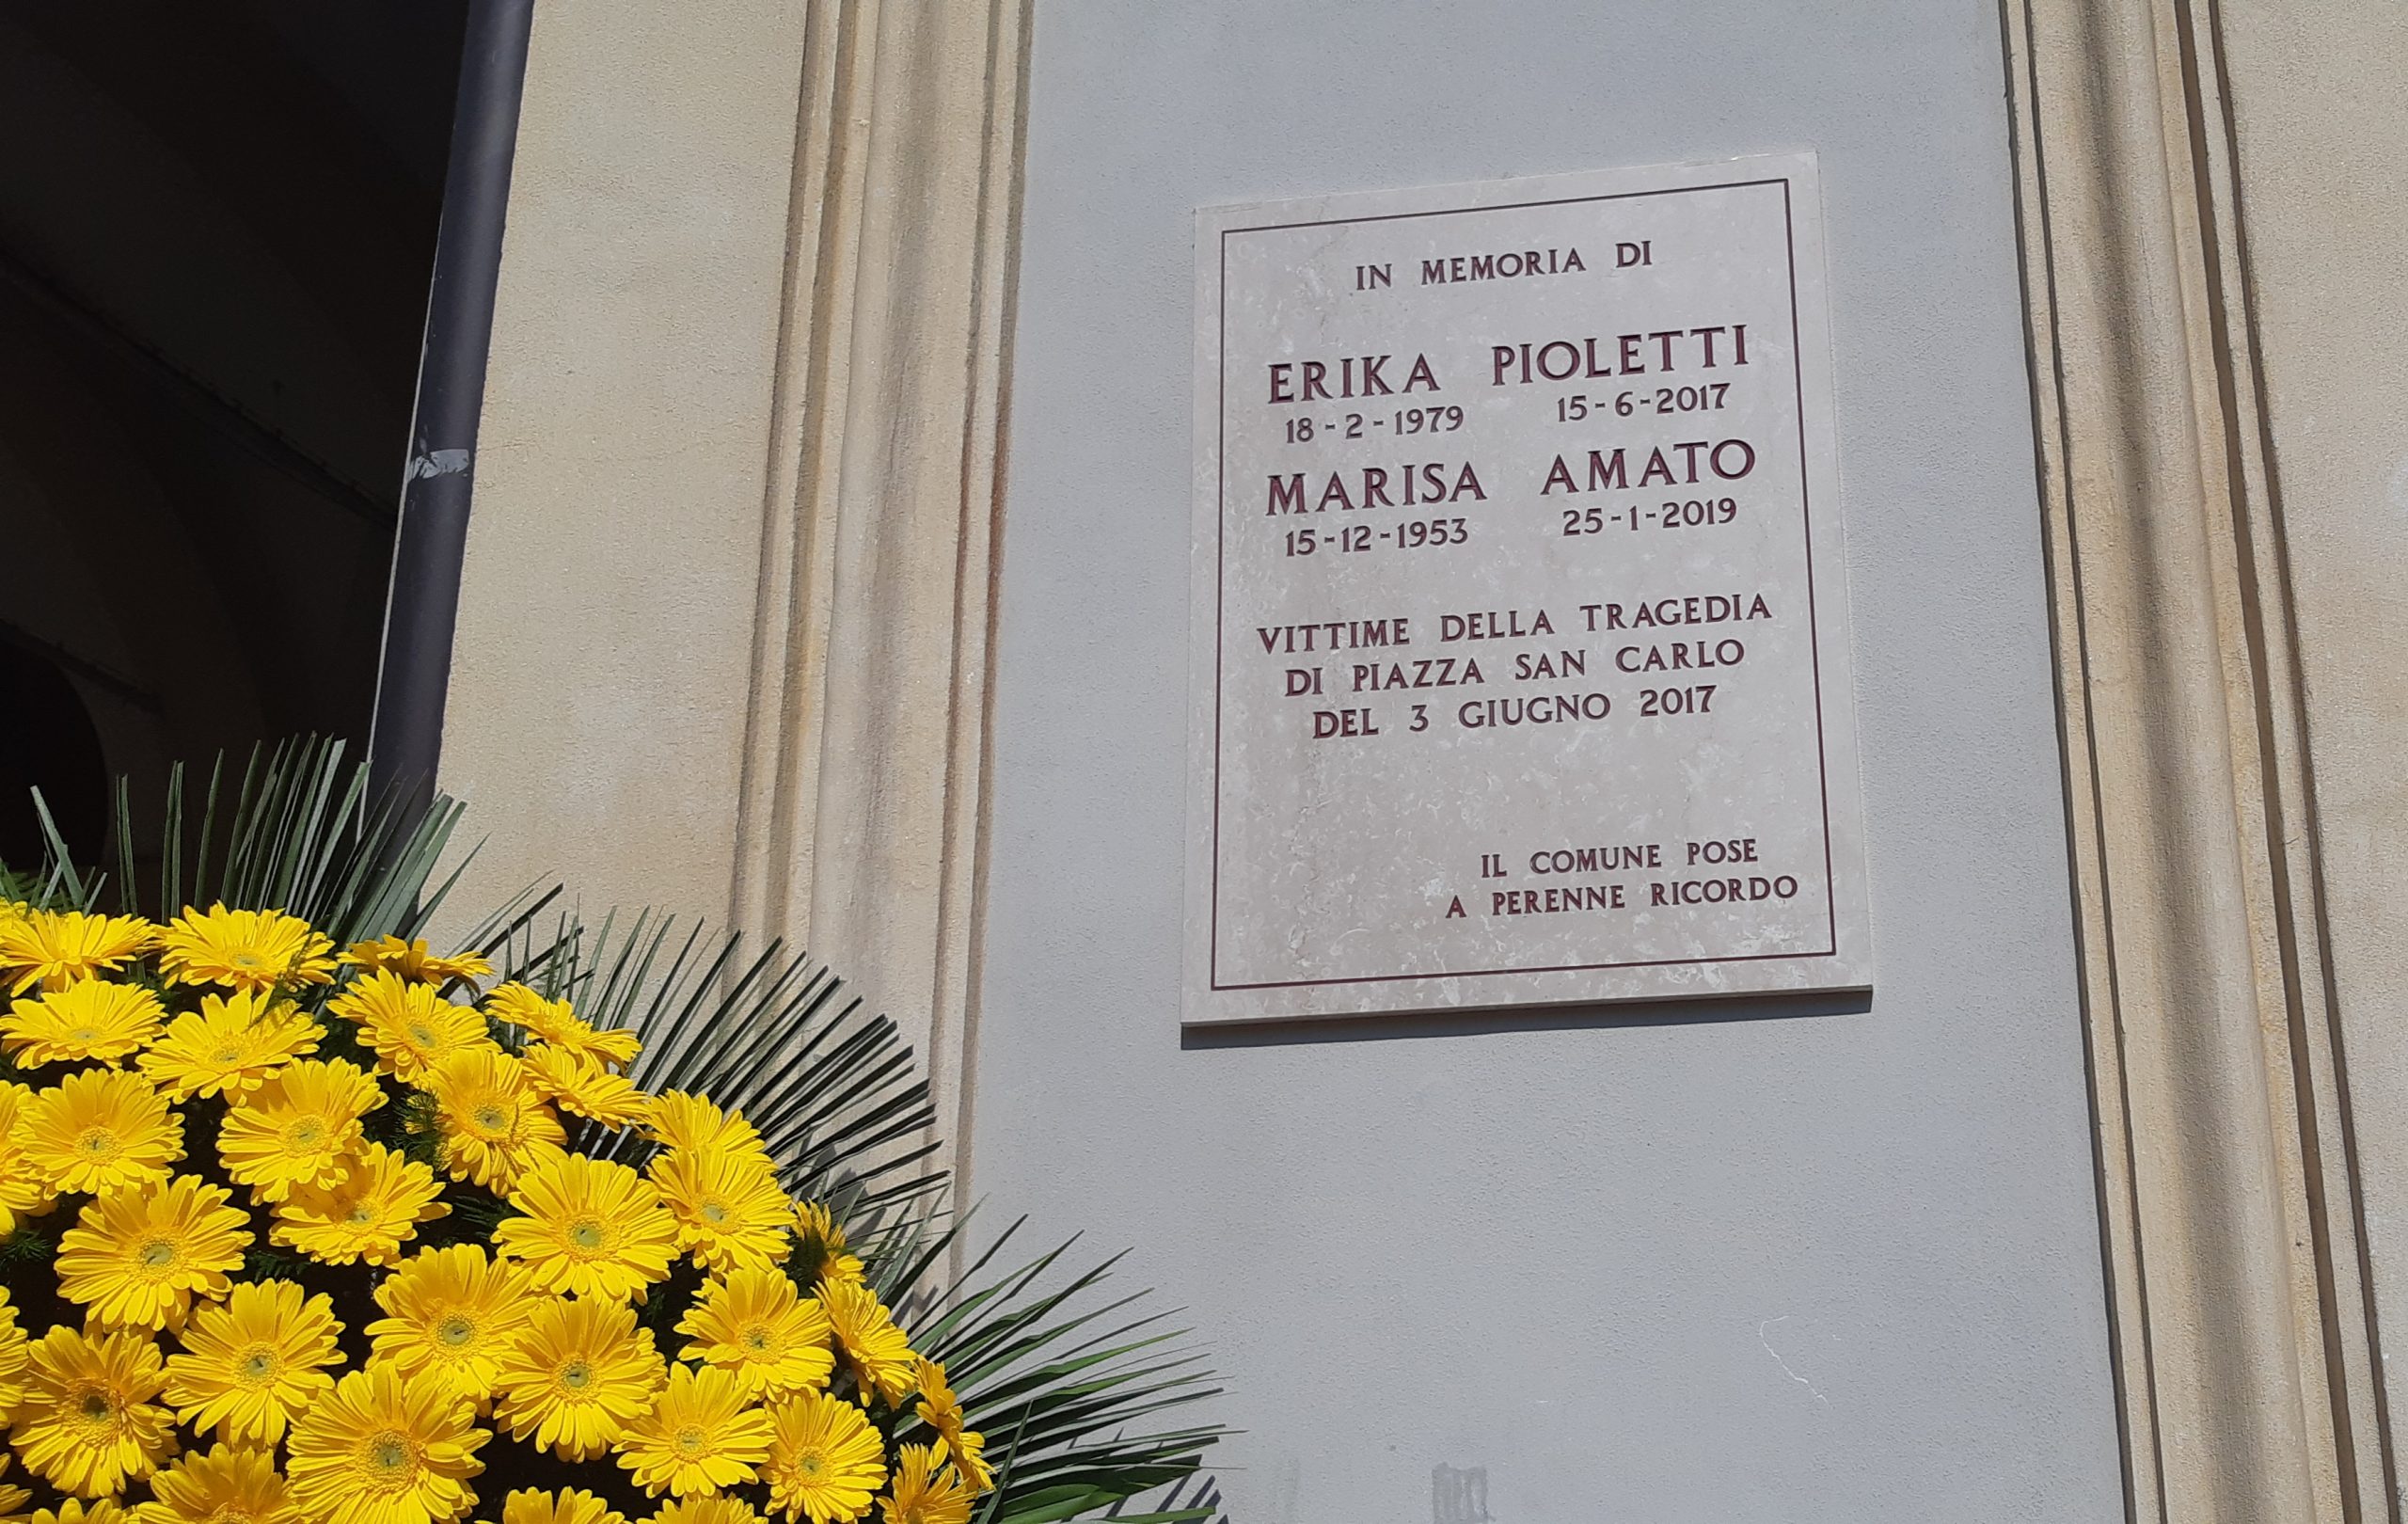 IN MEMORIA DI
ERIKA PIOLETTI
18-2-1979 15-6-2017
MARISA AMATO
15-12-1953 25-1-2019
VITTIME DELLA TRAGEDIA
DI PIAZZA SAN CARLO
DEL 3 GIUGNO 2017
IL COMUNE POSE
A PERENNE RICORDO